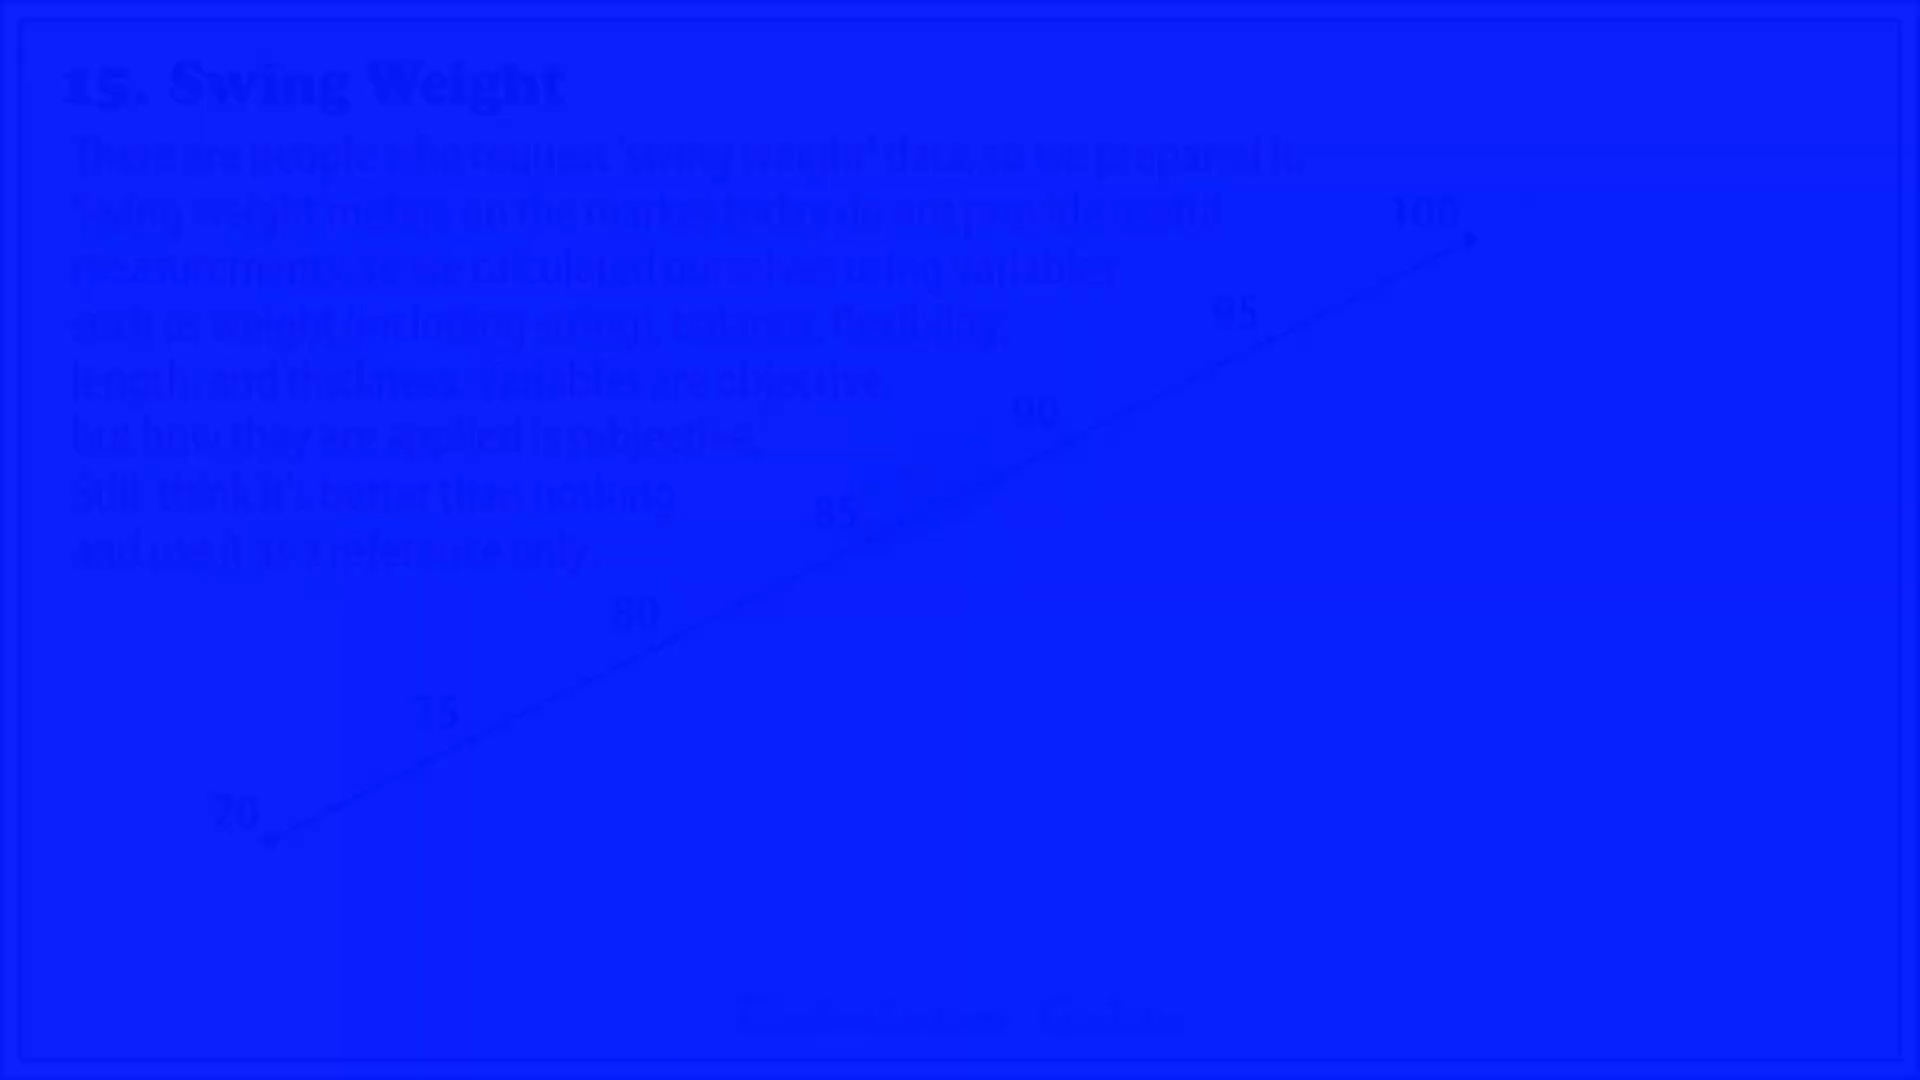 15. Swing Weight
There are people who request 'swing weight' data, so we prepared it.
Swing weight meters on the market today do not provide useful
measurements, so we calculated ourselves using variables
such as weight (including string), balance, flexibility
length, and thickness. Variables are objective,
but how they are applied is subjective.
Still think it's better than nothing
and use it as a reference only
100
95
90
85
80
75
70